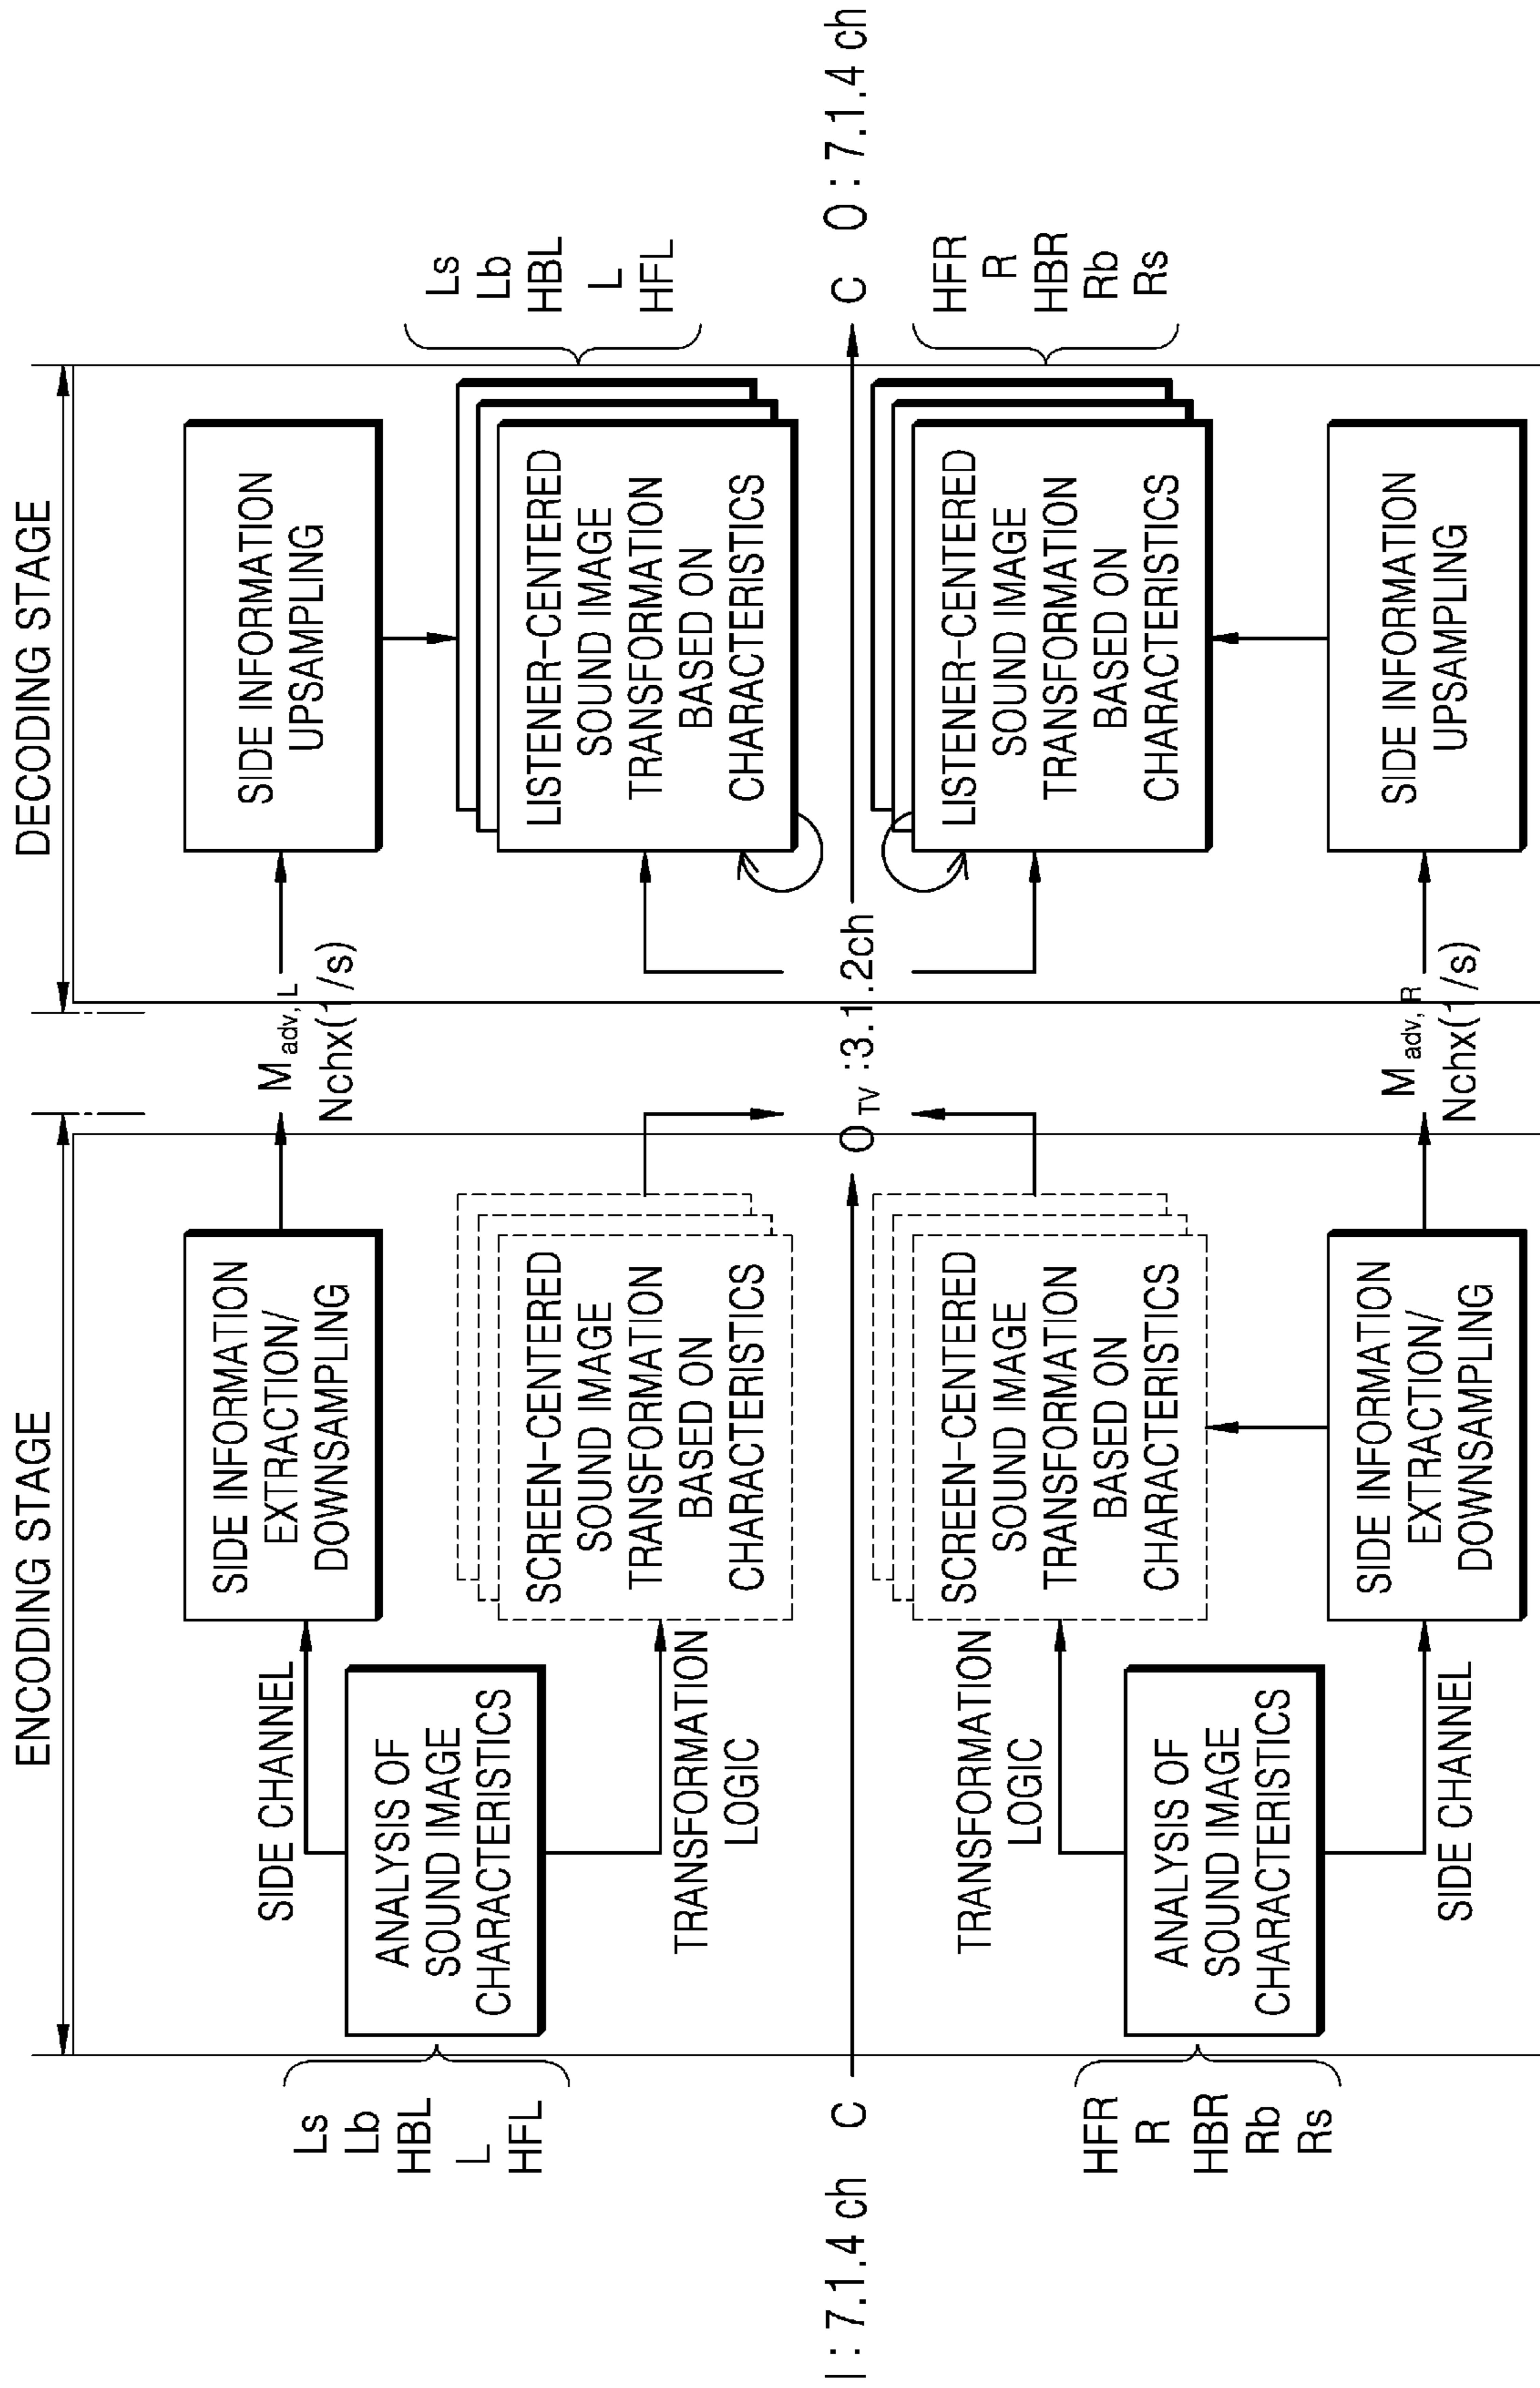 ENCODING STAGE
DECODING STAGE
Ls
Lb
HBL
L
HFL
SIDE CHANNEL
ANALYSIS OF
SOUND IMAGE
CHARACTERISTICS
TRANSFORMATION
LOGIC
SIDE INFORMATION
EXTRACTION/
DOWNSAMPLING
SCREEN-CENTERED
SOUND IMAGE
TRANSFORMATION
BASED ON
CHARACTERISTICS
M adv, L
Nchx(1/s)
SIDE INFORMATION
UPSAMPLING
LISTENER-CENTERED
SOUND IMAGE
TRANSFORMATION
BASED ON
CHARACTERISTICS
Ls
Lb
HBL
L
HFL
I : 7.1.4 ch C
O TV :3.1.2ch
C O : 7.1.4 ch
HFR
R
HBR
Rb
Rs
TRANSFORMATION
LOGIC
ANALYSIS OF
SOUND IMAGE
CHARACTERISTICS
SIDE CHANNEL
SCREEN-CENTERED
SOUND IMAGE
TRANSFORMATION
BASED ON
CHARACTERISTICS
SIDE INFORMATION
EXTRACTION/
DOWNSAMPLING
M adv, R
Nchx(1/s)
LISTENER-CENTERED
SOUND IMAGE
TRANSFORMATION
BASED ON
CHARACTERISTICS
SIDE INFORMATION
UPSAMPLING
HFR
R
HBR
Rb
Rs